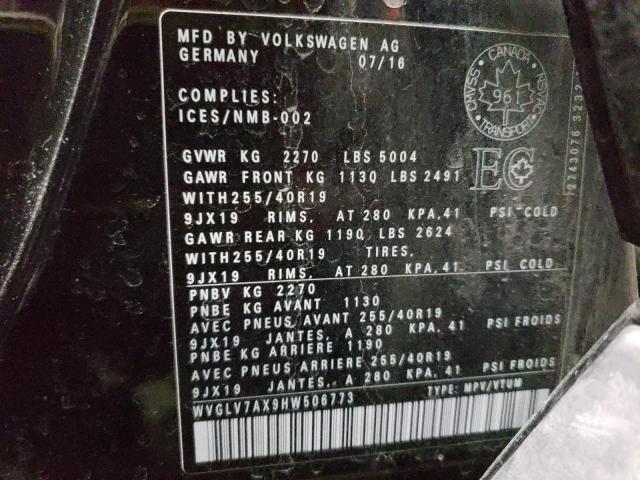 MFD BY VOLKSWAGEN AG
GERMANY 07/16
COMPLIES:
ICES/NMB-002
CANADA
CMVSS NSVAC
961
TRANSPORT
EC
GVWR KG 2270 LBS 5004
GAWR FRONT KG 1130 LBS 2491
WITH255/40R19
9JX19 RIMS, AT 280 KPA,41 PSI COLD
GAWR REAR KG 1190 LBS 2624
WITH255/40R19 TIRES,
9JX19 RIMS, AT 280 KPA,41 PSI COLD
PNBV KG 2270
PNBE KG AVANT 1130
AVEC PNEUS AVANT 255/40R19
9JX19 JANTES, A 280 KPA, 41 PSI FROIDS
PNBE KG ARRIERE 1190
AVEC PNEUS ARRIERE 255/40R19
9JX19 JANTES, A 280 KPA, 41 PSI FROIDS
WVGLV7AX9HW506773 TYPE: MPV/VTUM